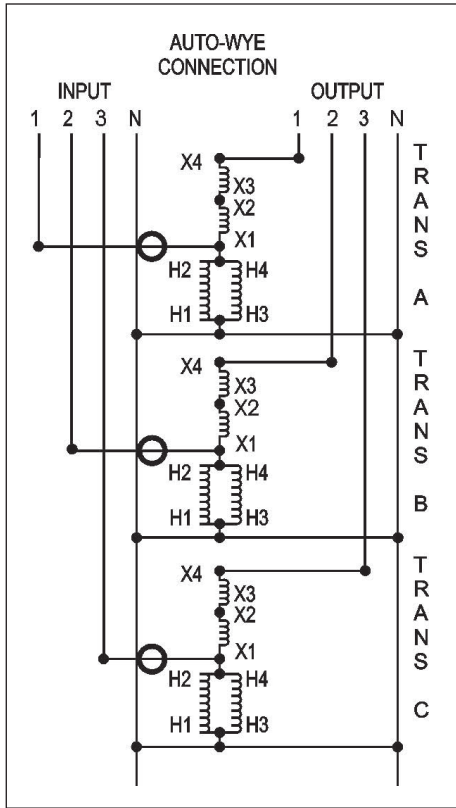 AUTO-WYE
CONNECTION
INPUT OUTPUT
1 2 3 N 1 2 3 N
X4
X3
X2
X1
H2 H4
H1 H3
TRANS A
X4
X3
X2
X1
H2 H4
H1 H3
TRANS B
X4
X3
X2
X1
H2 H4
H1 H3
TRANS C